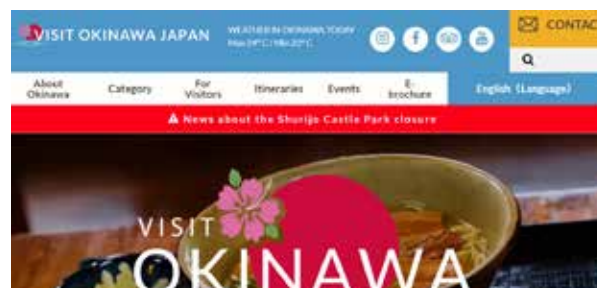 VISIT OKINAWA JAPAN
WEATHER IN OKINAWA TODAY
CONTAC
About Okinawa
Category
For Visitors
Itineraries
Events
E-brochure
English (Language)
News about the Shurijo Castle Park closure
VISIT
OKINAWA